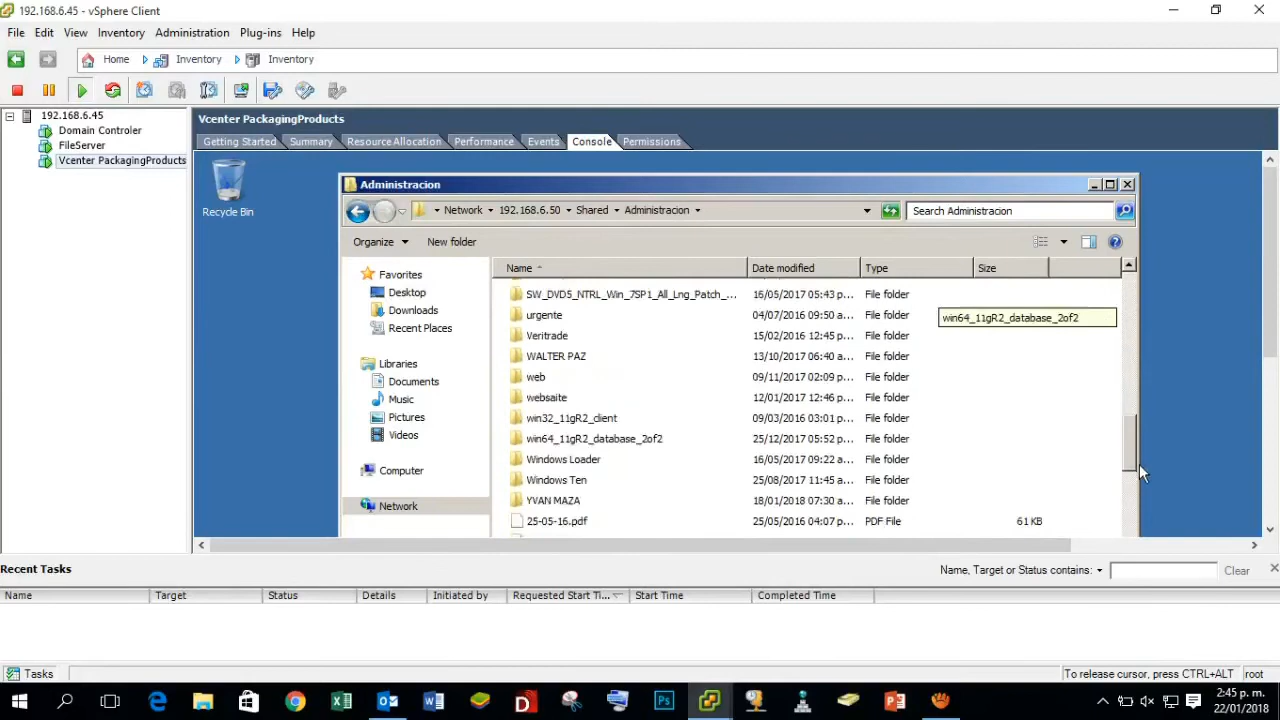 192.168.6.45 - vSphere Client
File Edit View Inventory Administration Plug-ins Help
Home Inventory Inventory
192.168.6.45
Domain Controler
FileServer
Vcenter PackagingProducts
Vcenter PackagingProducts
Getting Started Summary Resource Allocation Performance Events Console Permissions
Recycle Bin
Administracion
Network 192.168.6.50 Shared Administracion Search Administracion
Organize New folder
Favorites
Desktop
Downloads
Recent Places
Libraries
Documents
Music
Pictures
Videos
Computer
Network
Name Date modified Type Size
SW_DVD5_NTRL_Win_7SP1_All_Lng_Patch_... 16/05/2017 05:43 p... File folder
urgente 04/07/2016 09:50 a... File folder
win64_11gR2_database_2of2
Veritrade 15/02/2016 12:45 p... File folder
WALTER PAZ 13/10/2017 06:40 a... File folder
web 09/11/2017 02:09 p... File folder
websaite 12/01/2017 12:46 p... File folder
win32_11gR2_client 09/03/2016 03:01 p... File folder
win64_11gR2_database_2of2 25/12/2017 05:52 p... File folder
Windows Loader 16/05/2017 09:22 a... File folder
Windows Ten 25/08/2017 11:45 a... File folder
YVAN MAZA 18/01/2018 07:30 a... File folder
25-05-16.pdf 25/05/2016 04:07 p... PDF File 61 KB
Recent Tasks Name, Target or Status contains: Clear
Name Target Status Details Initiated by Requested Start Ti... Start Time Completed Time
Tasks To release cursor, press CTRL+ALT root
2:45 p. m.
22/01/2018